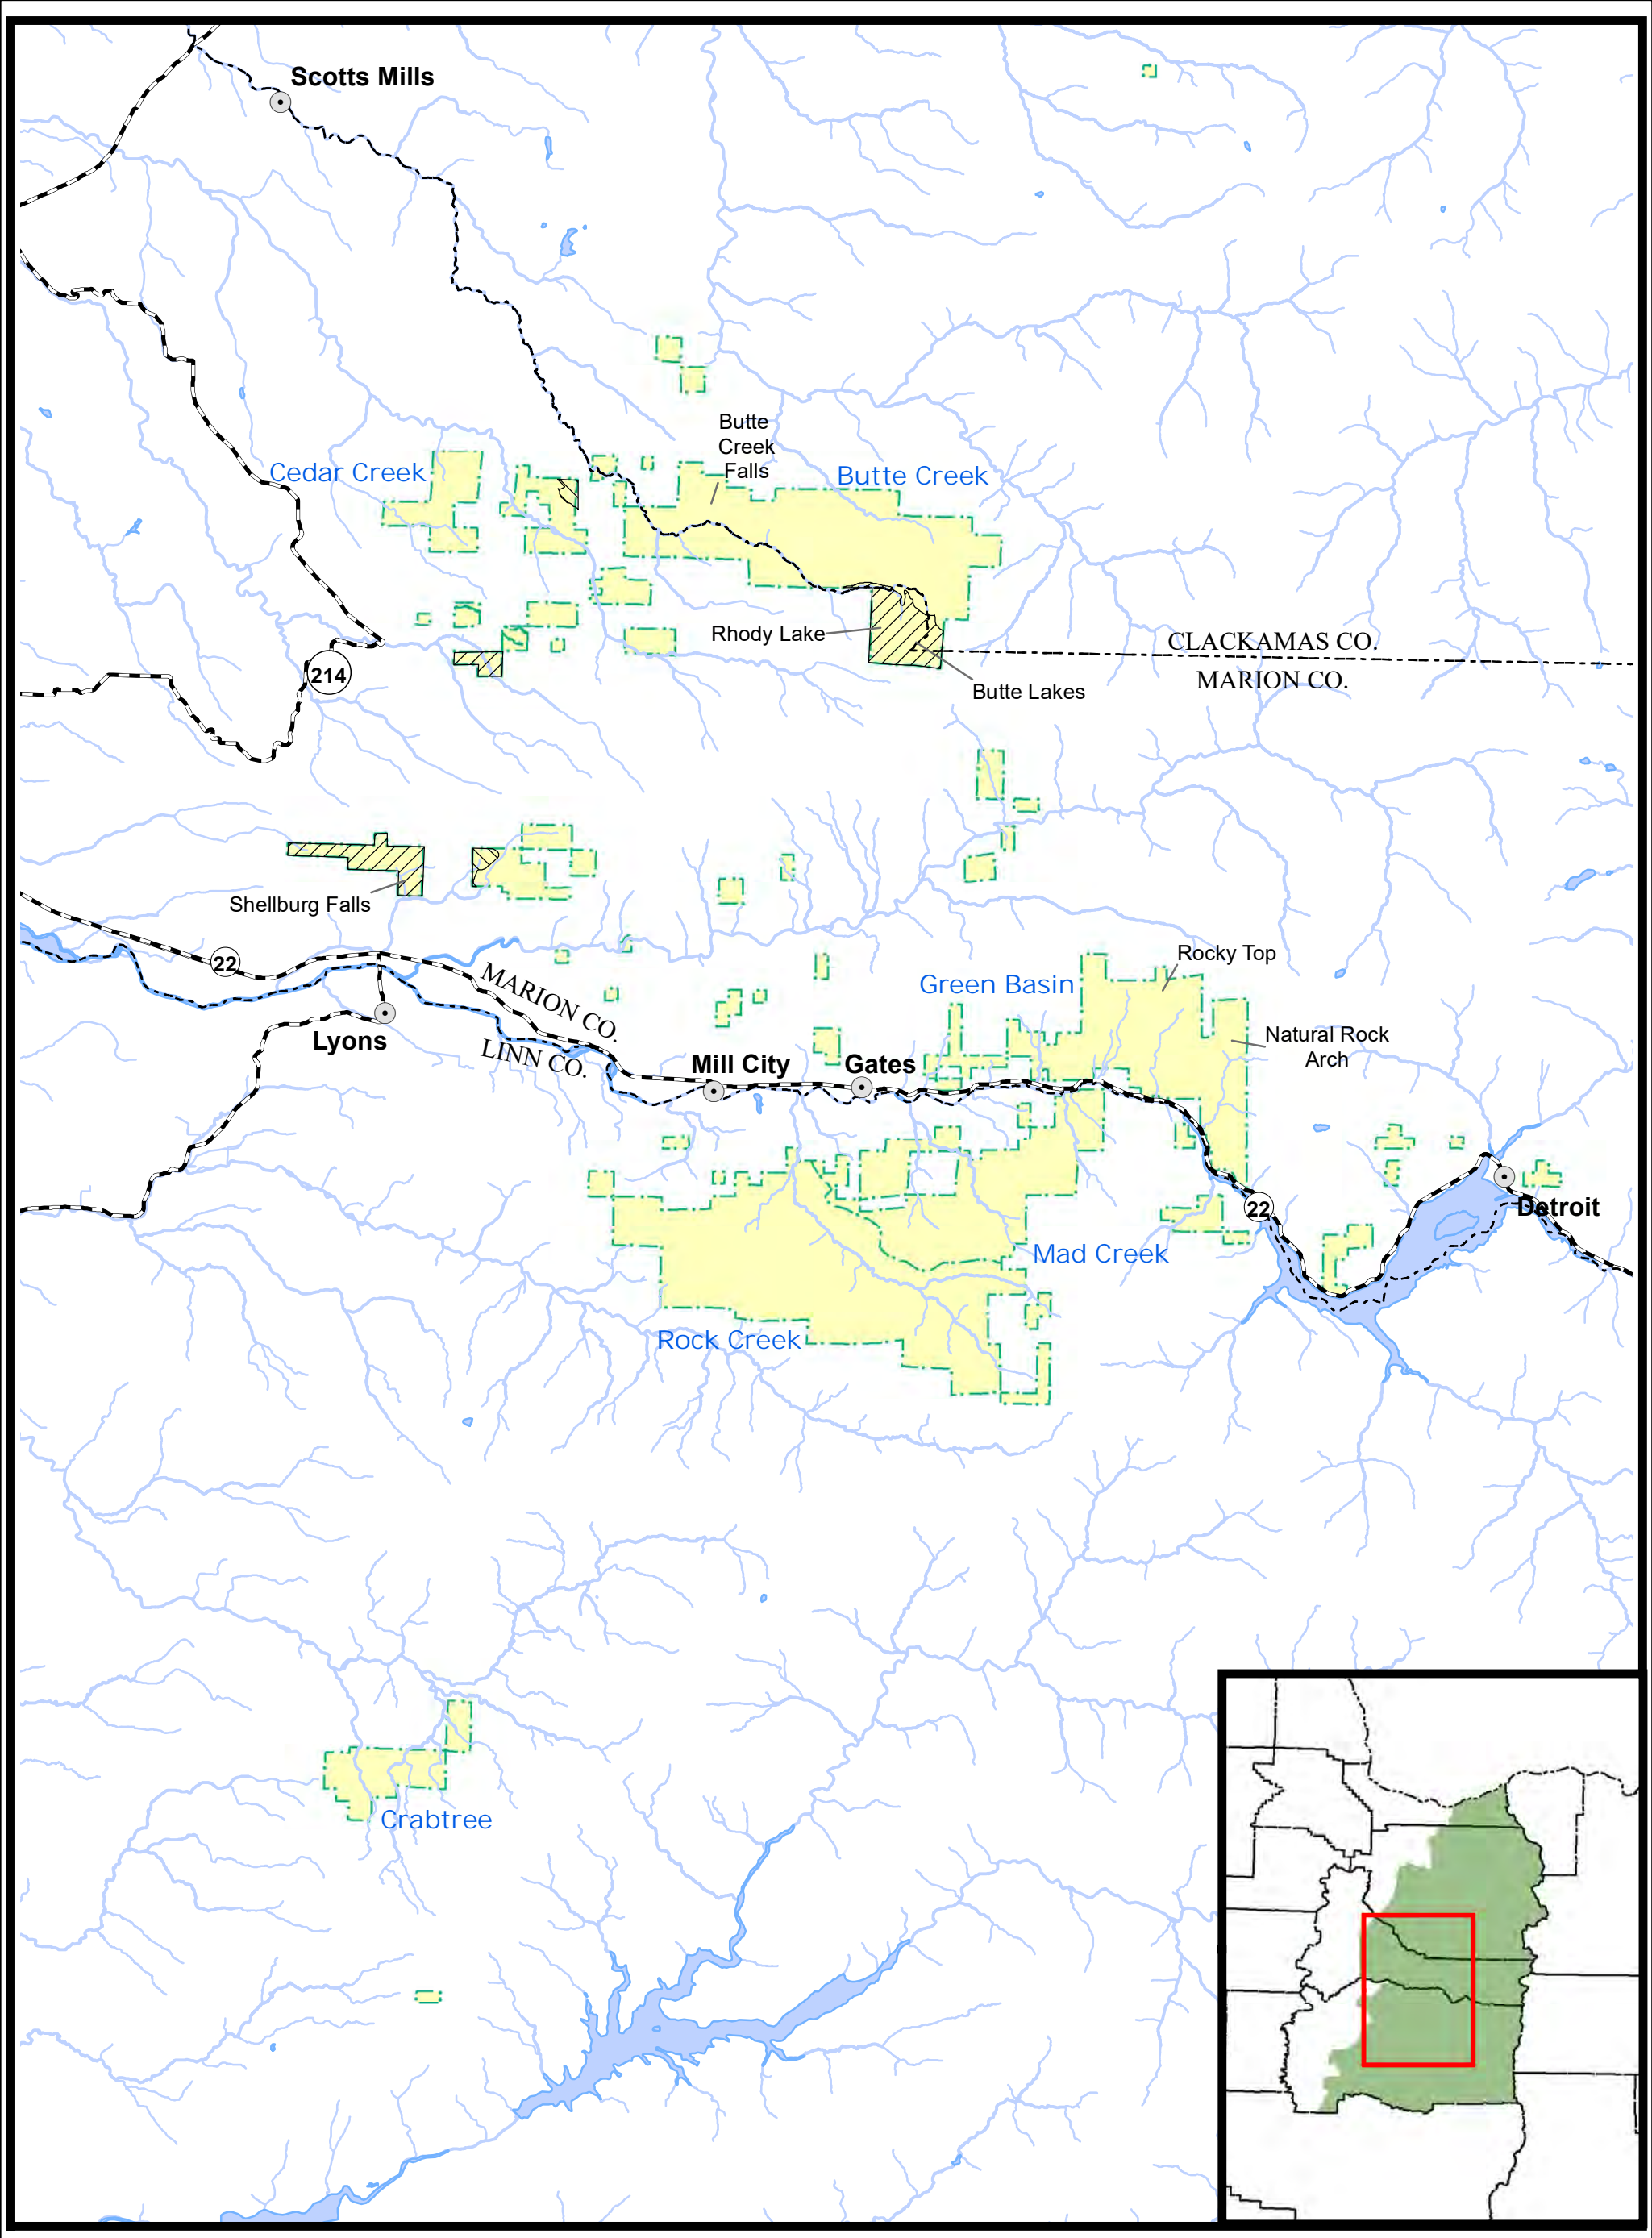 Scotts Mills
Butte
Creek
Falls
Cedar Creek
Butte Creek
Rhody Lake
CLACKAMAS CO.
MARION CO.
214
Butte Lakes
Shellburg Falls
22
MARION CO.
LINN CO.
Lyons
Rocky Top
Green Basin
Natural Rock
Arch
Mill City
Gates
22
Detroit
Mad Creek
Rock Creek
Crabtree